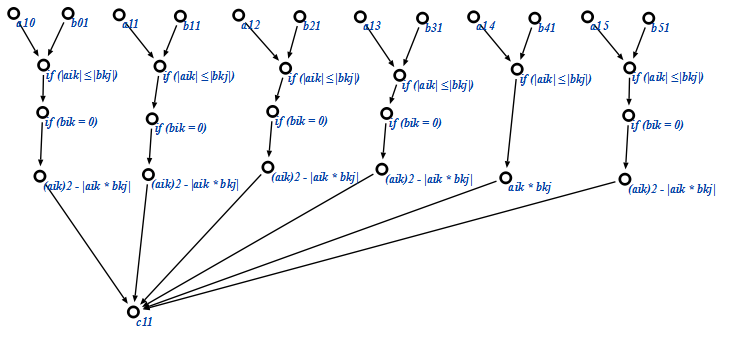 a10 b01 a11 b11 a12 b21 a13 b31 a14 b41 a15 b51
if (|aik| ≤|bkj|) if (|aik| ≤|bkj|) if (|aik| ≤|bkj|) if (|aik| ≤|bkj|) if (|aik| ≤|bkj|) if (|aik| ≤|bkj|)
if (bik = 0) if (bik = 0) if (bik = 0) if (bik = 0) if (bik = 0)
(aik)2 - |aik * bkj| (aik)2 - |aik * bkj| (aik)2 - |aik * bkj| (aik)2 - |aik * bkj| aik * bkj (aik)2 - |aik * bkj|
c11